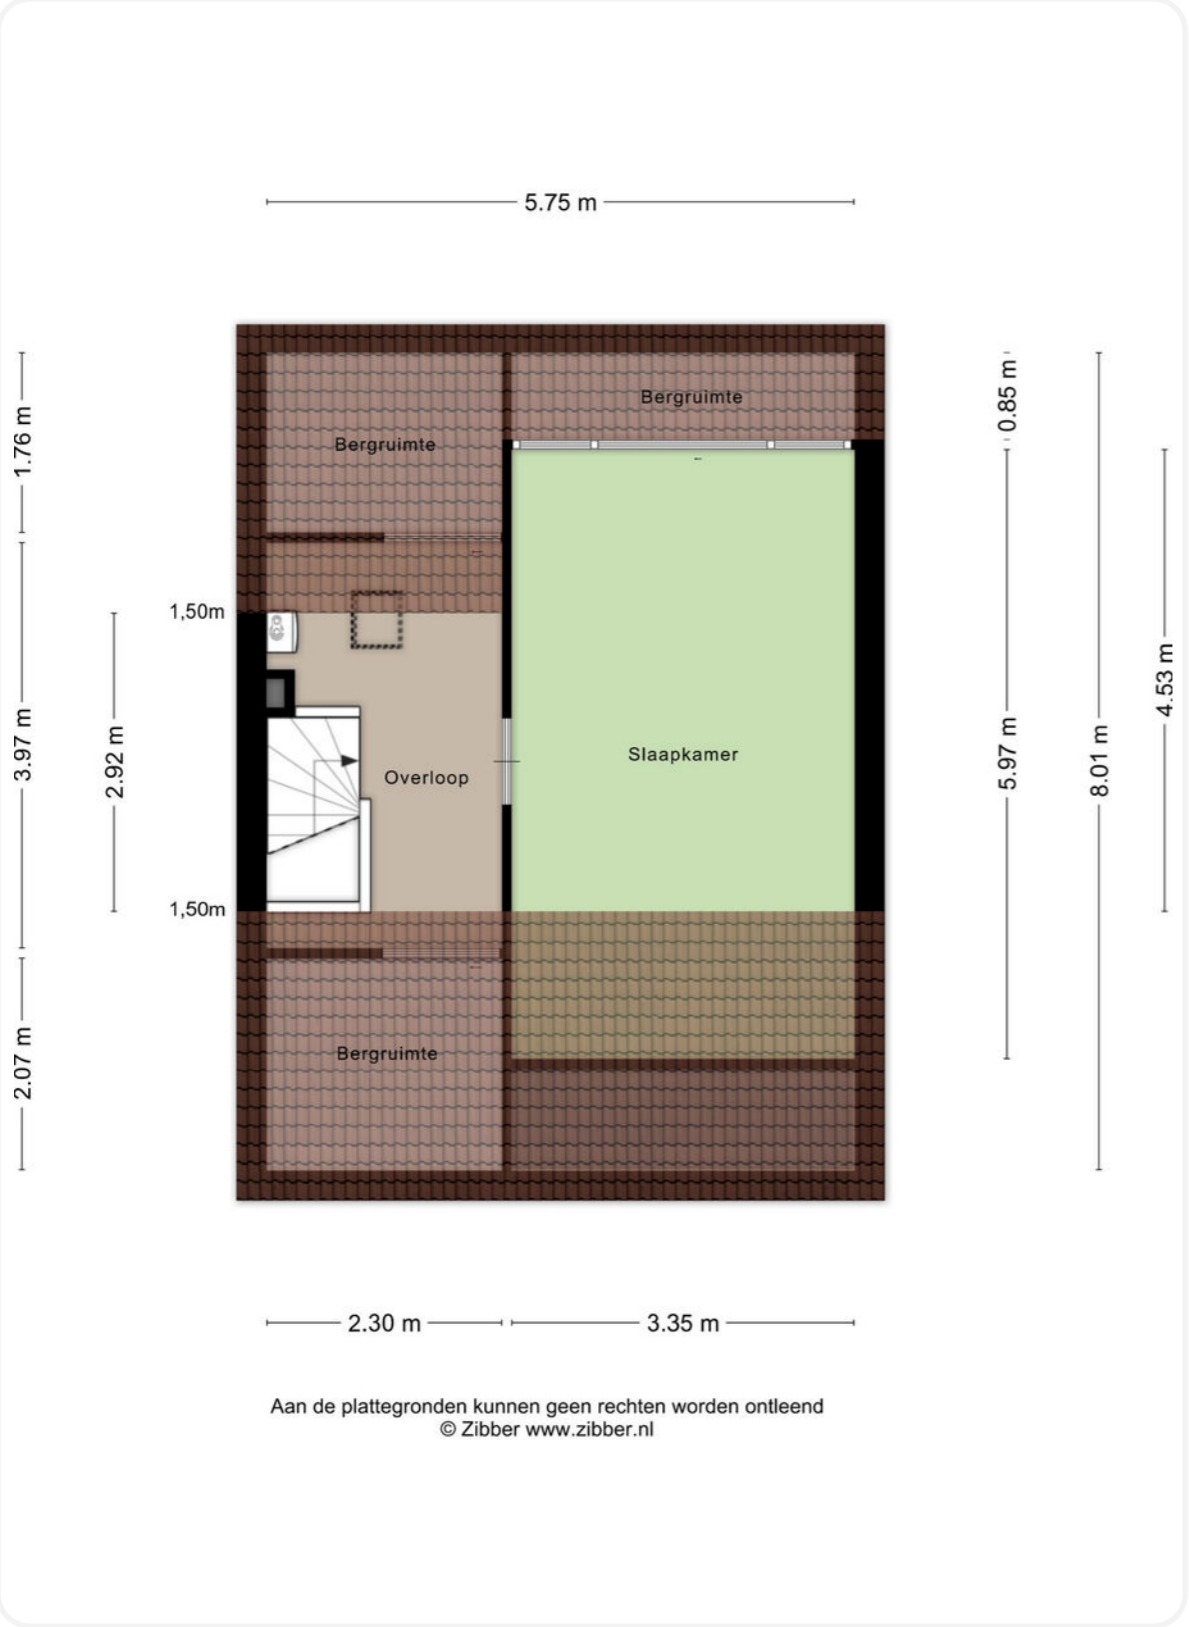 5.75 m
Bergruimte
Bergruimte
0.85 m
1.76 m
1,50m
4.53 m
3.97 m
2.92 m
Overloop
Slaapkamer
5.97 m
8.01 m
1,50m
2.07 m
Bergruimte
2.30 m
3.35 m
Aan de plattegronden kunnen geen rechten worden ontleend
© Zibber www.zibber.nl